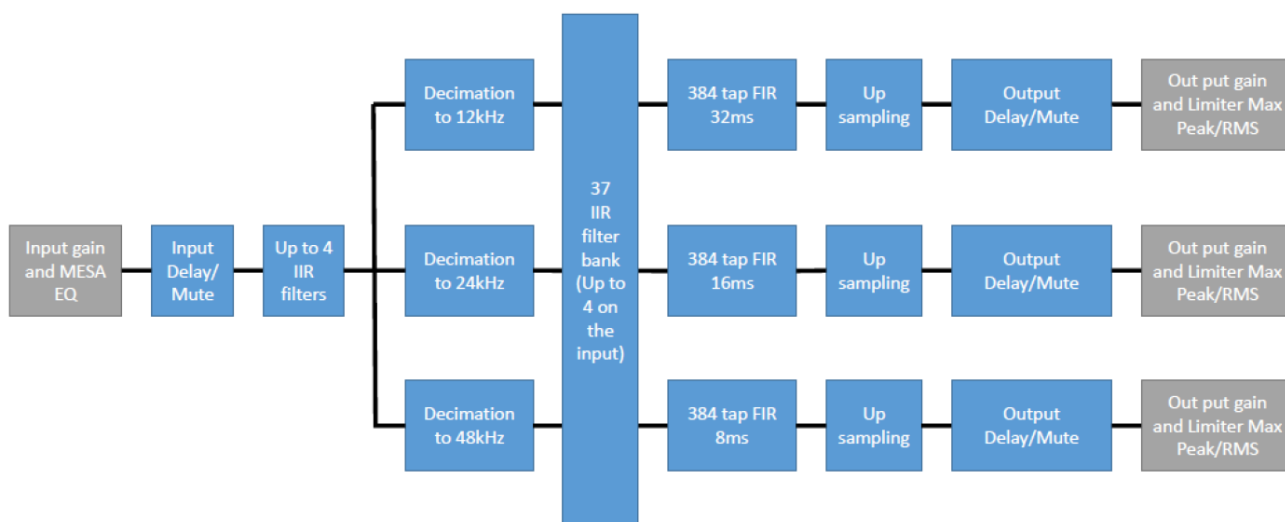 Input gain
and MESA
EQ
Input
Delay/
Mute
Up to 4
IIR
filters
Decimation
to 12kHz
Decimation
to 24kHz
Decimation
to 48kHz
37
IIR
filter
bank
(Up to
4 on
the
input)
384 tap FIR
32ms
Up
sampling
Output
Delay/Mute
Out put gain
and Limiter Max
Peak/RMS
384 tap FIR
16ms
Up
sampling
Output
Delay/Mute
Out put gain
and Limiter Max
Peak/RMS
384 tap FIR
8ms
Up
sampling
Output
Delay/Mute
Out put gain
and Limiter Max
Peak/RMS